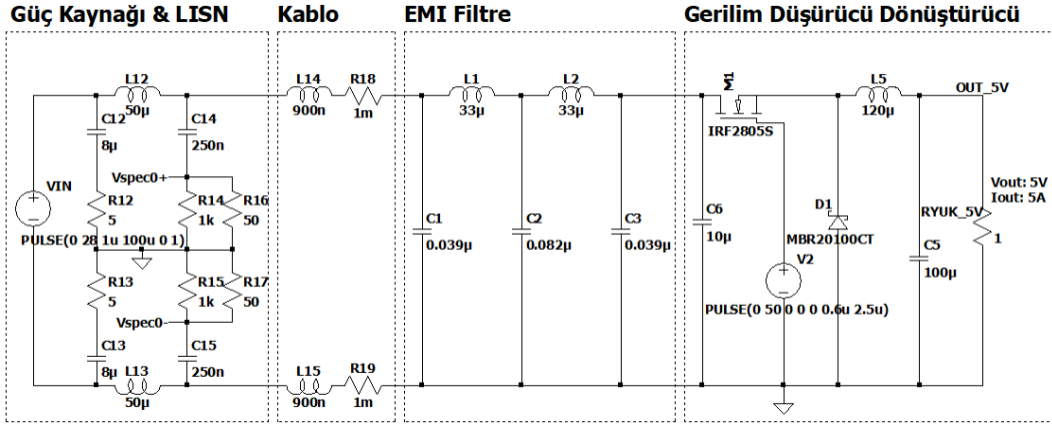 Güç Kaynağı & LISN
Kablo
EMI Filtre
Gerilim Düşürücü Dönüştürücü
L12
50µ
C12
8µ
C14
250n
Vspec0+
VIN
PULSE(0 28 1u 100u 0 1)
R12
5
R14
1k
R16
50
R13
5
R15
1k
R17
50
Vspec0-
C13
8µ
L13
50µ
C15
250n
L14
900n
R18
1m
L15
900n
R19
1m
L1
33µ
L2
33µ
C1
0.039µ
C2
0.082µ
C3
0.039µ
IRF2805S
L5
120µ
OUT_5V
C6
10µ
D1
MBR20100CT
V2
PULSE(0 50 0 0 0 0.6u 2.5u)
RYUK_5V
1
Vout: 5V
Iout: 5A
C5
100µ